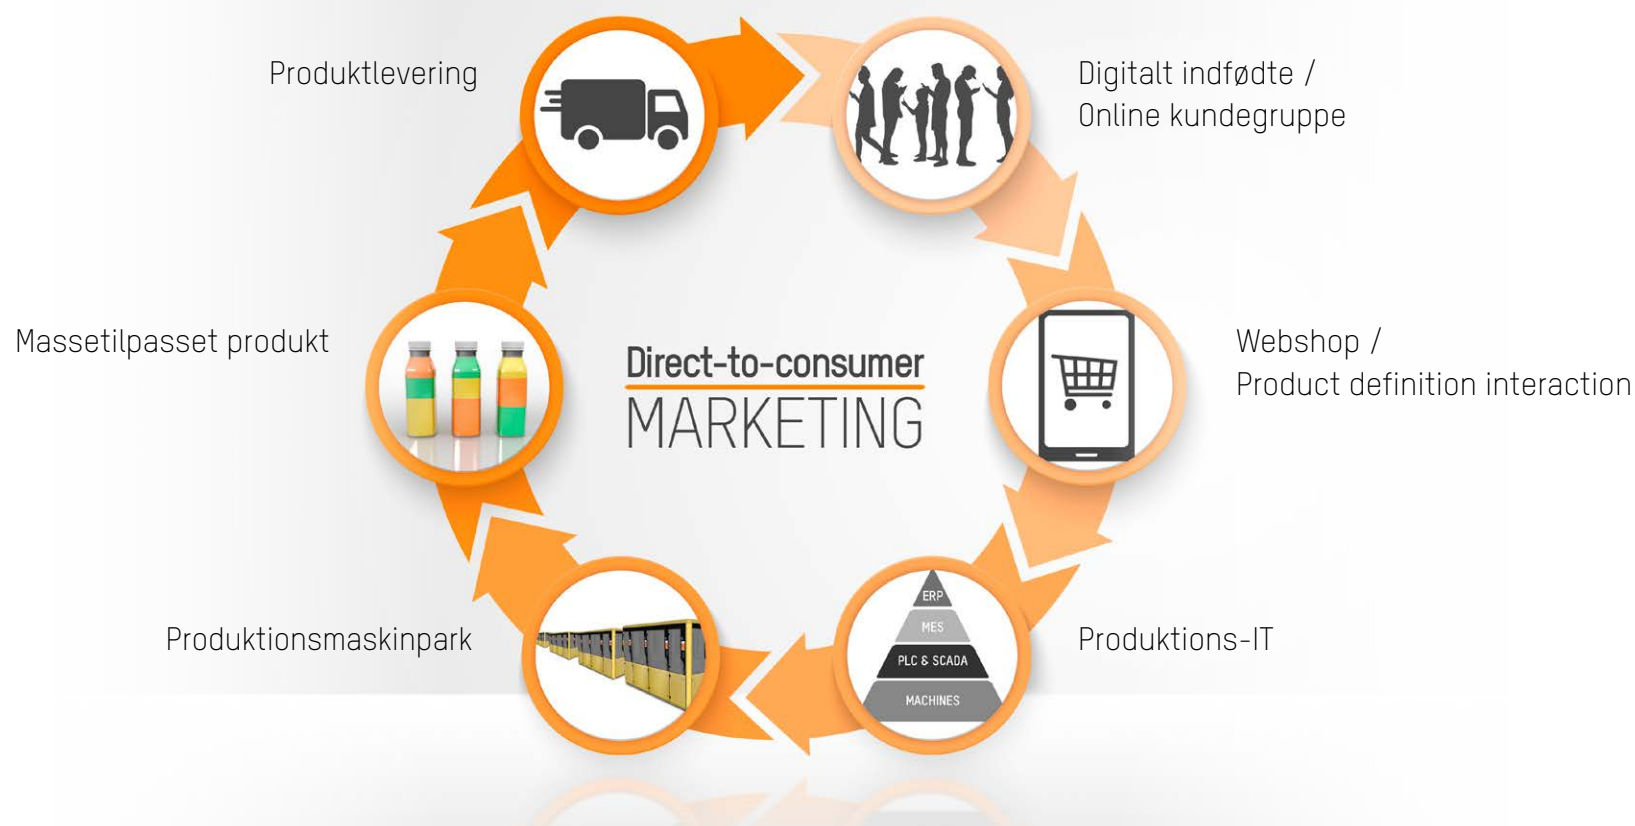 Produktlevering
Digitalt indfødte /
Online kundegruppe
Massetilpasset produkt
Direct-to-consumer
MARKETING
Webshop /
Product definition interaction
Produktionsmaskinpark
ERP
MES
PLC & SCADA
MACHINES
Produktions-IT